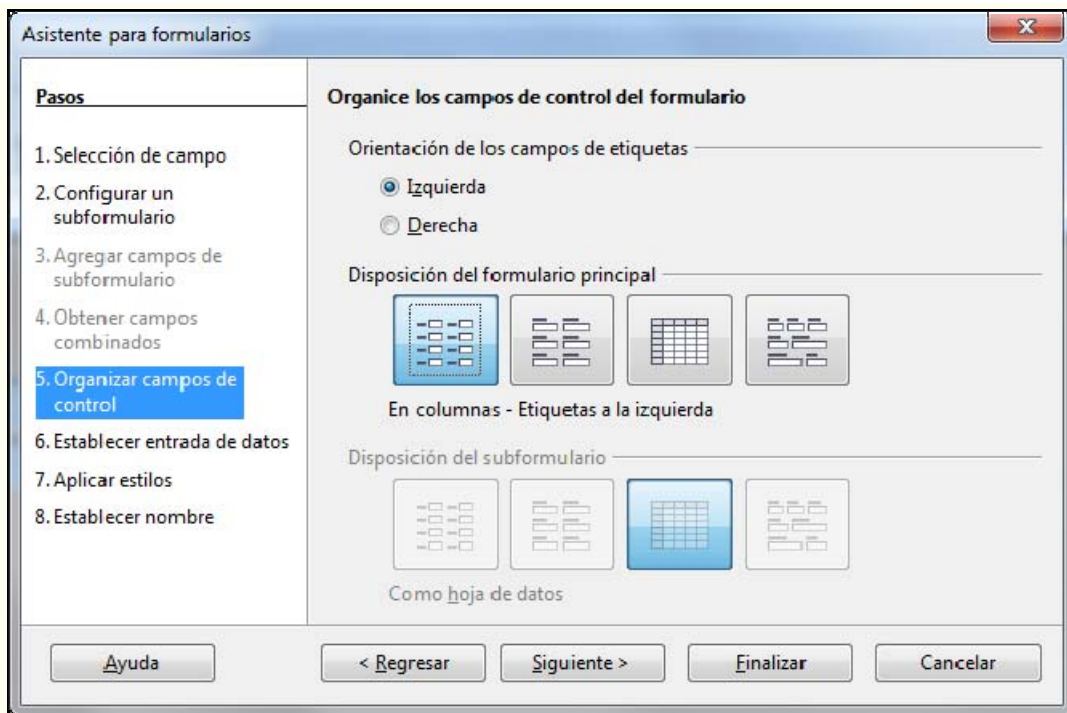 Asistente para formularios
Pasos
1. Selección de campo
2. Configurar un
subformulario
3. Agregar campos de
subformulario
4. Obtener campos
combinados
5. Organizar campos de
control
6. Establecer entrada de datos
7. Aplicar estilos
8. Establecer nombre
Organice los campos de control del formulario
Orientación de los campos de etiquetas
Izquierda
Derecha
Disposición del formulario principal
En columnas - Etiquetas a la izquierda
Disposición del subformulario
Como hoja de datos
Ayuda
< Regresar
Siguiente >
Finalizar
Cancelar